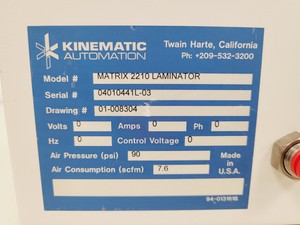 KINEMATIC AUTOMATION
Twain Harte, California
Ph: +209-532-3200
Model # MATRIX 2210 LAMINATOR
Serial # 04010441L-03
Drawing # 01-008304
Volts 0 Amps 0 Ph 0
Hz 0 Control Voltage 0
Air Pressure (psi) 90
Air Consumption (scfm) 7.6
Made in U.S.A.